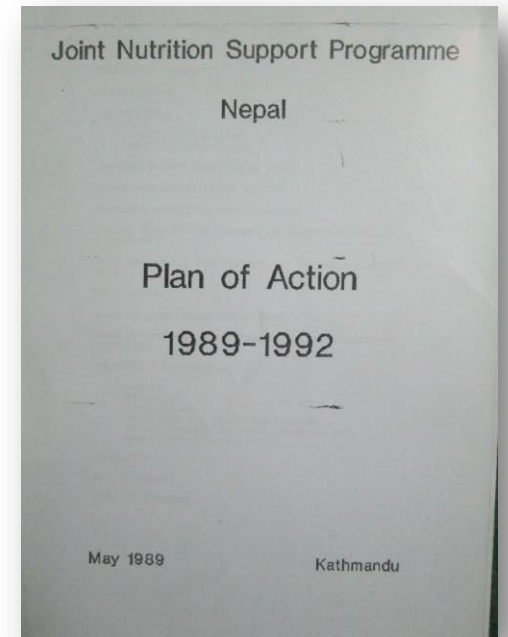 Joint Nutrition Support Programme
Nepal
Plan of Action
1989-1992
May 1989 Kathmandu